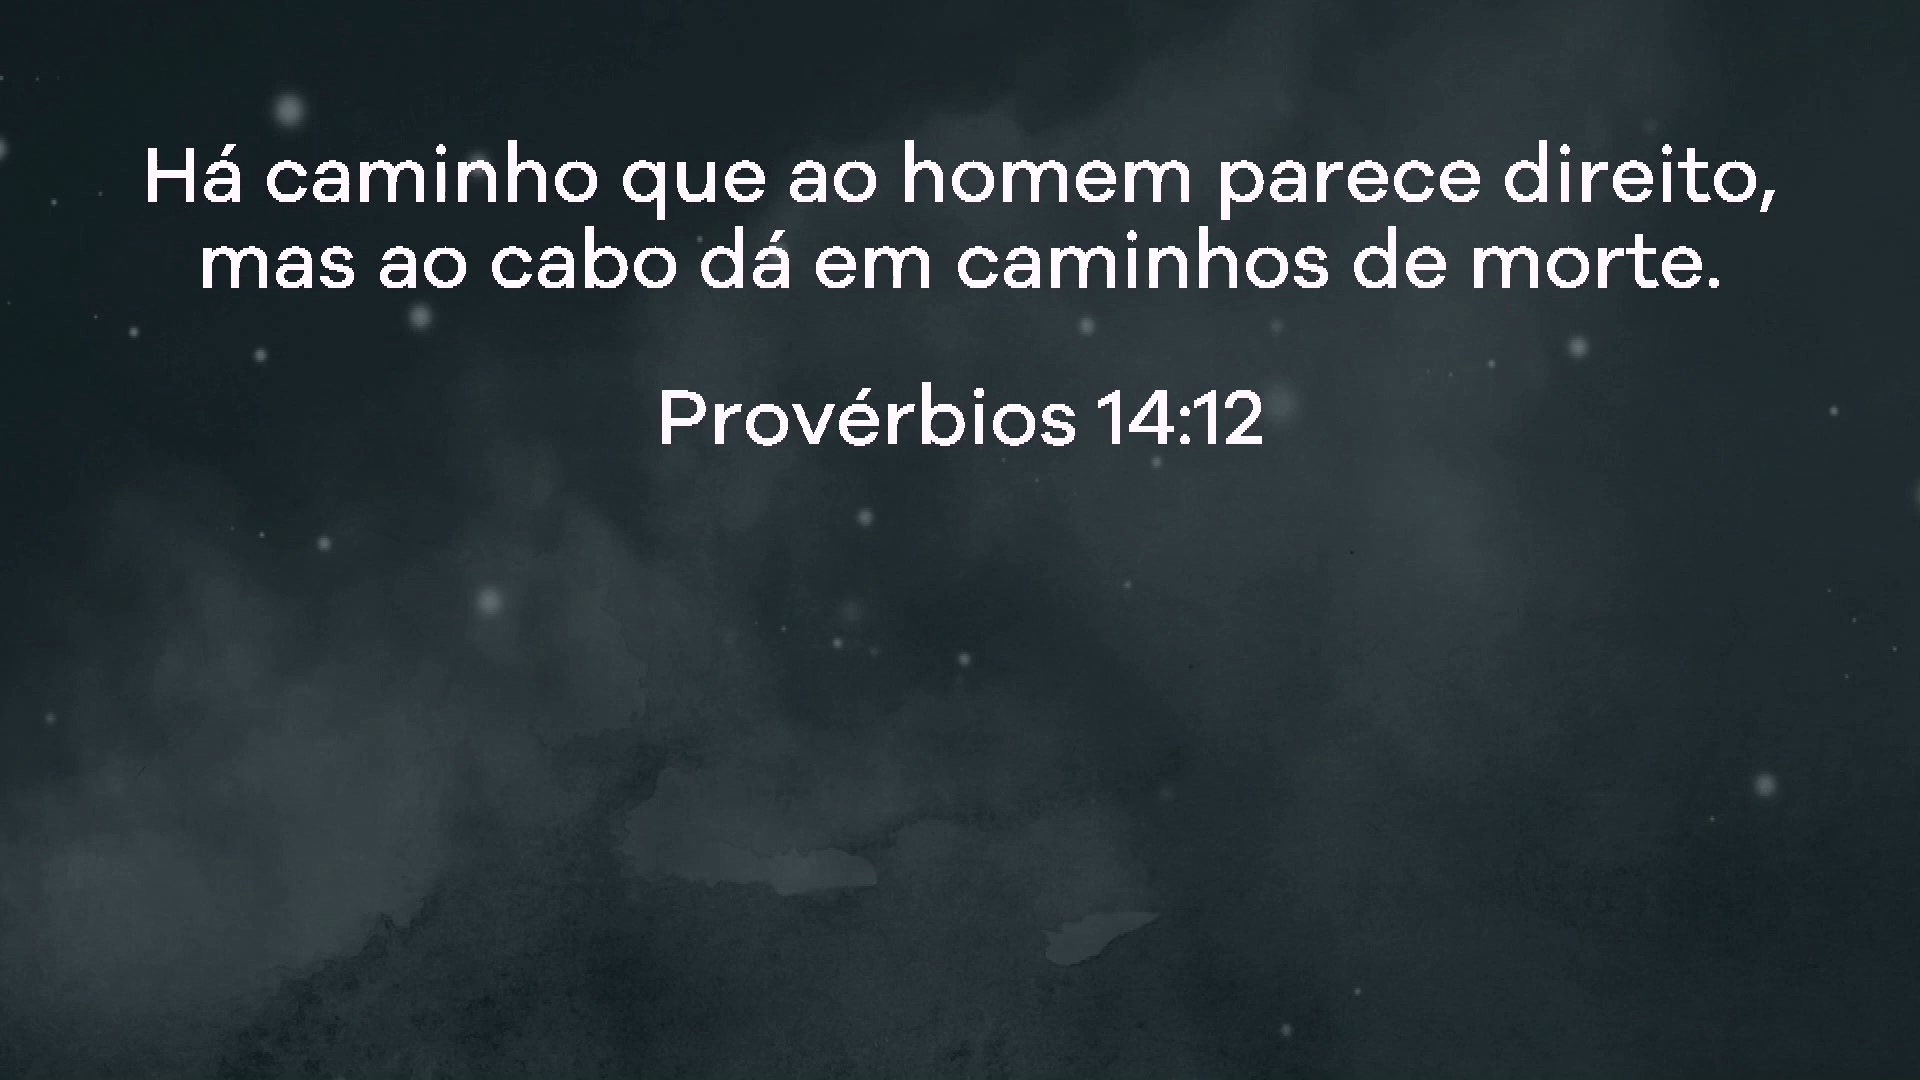 Há caminho que ao homem parece direito,
mas ao cabo dá em caminhos de morte.
Provérbios 14:12